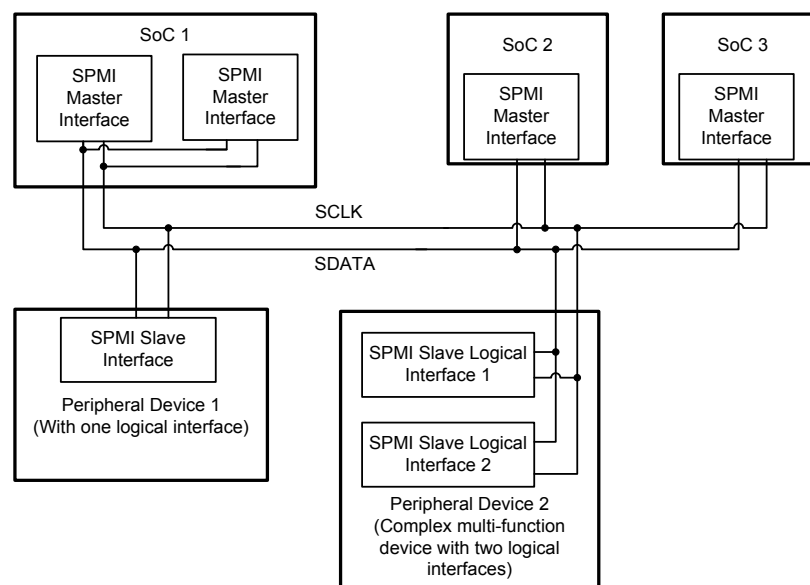 SoC 1
SPMI
Master
Interface
SPMI
Master
Interface
SoC 2
SPMI
Master
Interface
SoC 3
SPMI
Master
Interface
SCLK
SDATA
SPMI Slave
Interface
Peripheral Device 1
(With one logical interface)
SPMI Slave Logical
Interface 1
SPMI Slave Logical
Interface 2
Peripheral Device 2
(Complex multi-function
device with two logical
interfaces)